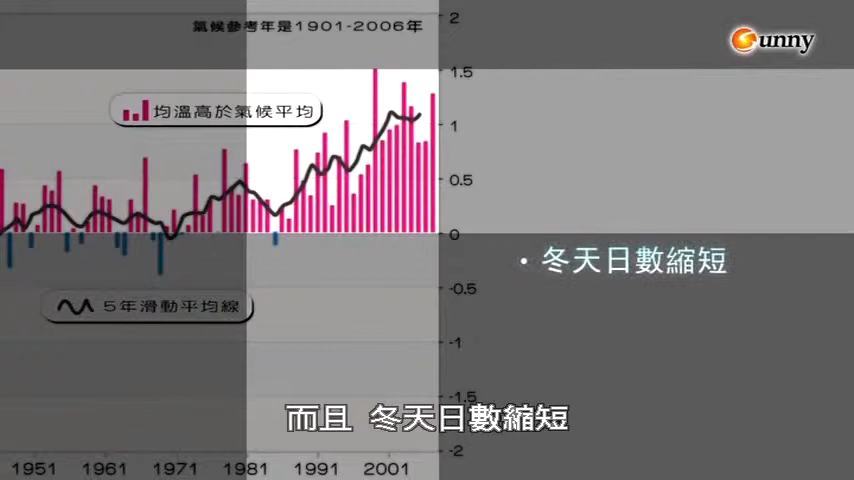 氣候參考年是1901-2006年
Sunny
均溫高於氣候平均
5年滑動平均線
• 冬天日數縮短
而且 冬天日數縮短
2
1.5
1
0.5
0
-0.5
-1
-1.5
-2
1951 1961 1971 1981 1991 2001